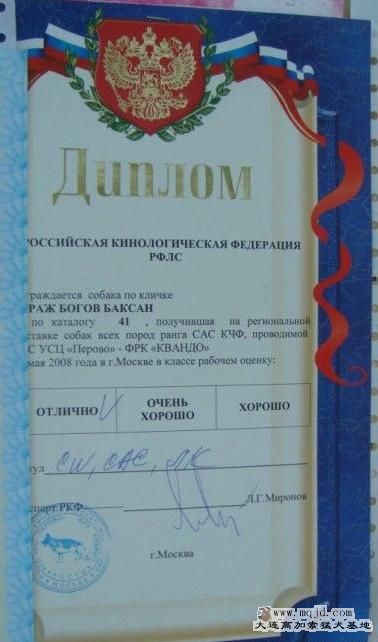 Диплом
РОССИЙСКАЯ КИНОЛОГИЧЕСКАЯ ФЕДЕРАЦИЯ
РФЛС
граждается собака по кличке
РАЖ БОГОВ БАКСАН
по каталогу 41 , получившая на региональной
ставке собак всех пород ранга САС КЧФ, проводимой
С УСЦ «Перово» - ФРК «КВАНДО»
мая 2008 года в г.Москве в классе рабочем оценку:
ОТЛИЧНО V ОЧЕНЬ ХОРОШО ХОРОШО
тул CW, CAC,
сперт РКФ Л.Г.Миронов
г.Москва
www.mqjd.com
大连高加索猛犬基地